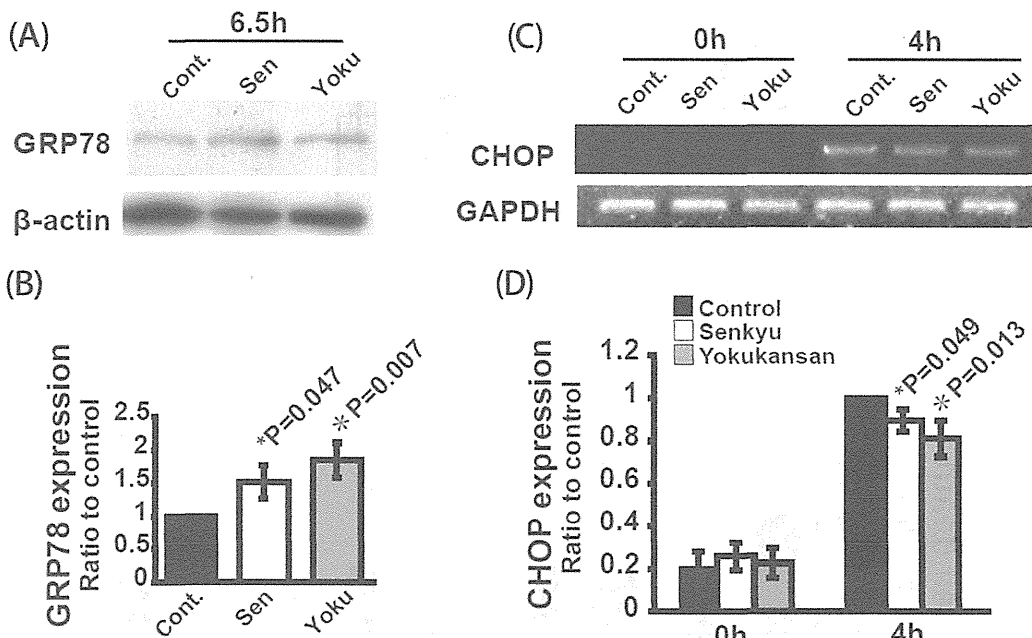 (A)
6.5h
Cont. Sen Yoku
GRP78
β-actin
(B)
GRP78 expression
Ratio to control
2.5
2
1.5
1
0.5
0
*P=0.047
*P=0.007
Cont. Sen Yoku
(C)
0h 4h
Cont. Sen Yoku Cont. Sen Yoku
CHOP
GAPDH
(D)
Control
Senkyu
Yokukansan
CHOP expression
Ratio to control
1.2
1
0.8
0.6
0.4
0.2
0
*P=0.049
*P=0.013
0h 4h